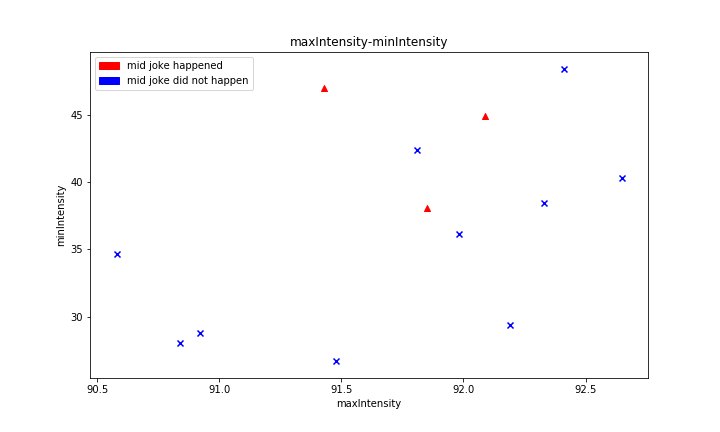 maxIntensity-minIntensity
mid joke happened
mid joke did not happen
45
40
35
30
minIntensity
90.5 91.0 91.5 92.0 92.5
maxIntensity